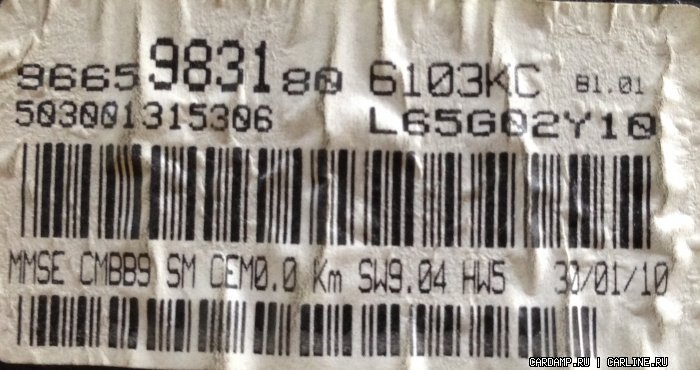 9665983180 6103KC 81.01
503001315306 L65G02Y10
MMSE CMBB9 SM CEM0.0 Km SW9.04 HW5 30/01/10
CARDAMP.RU | CARLINE.RU